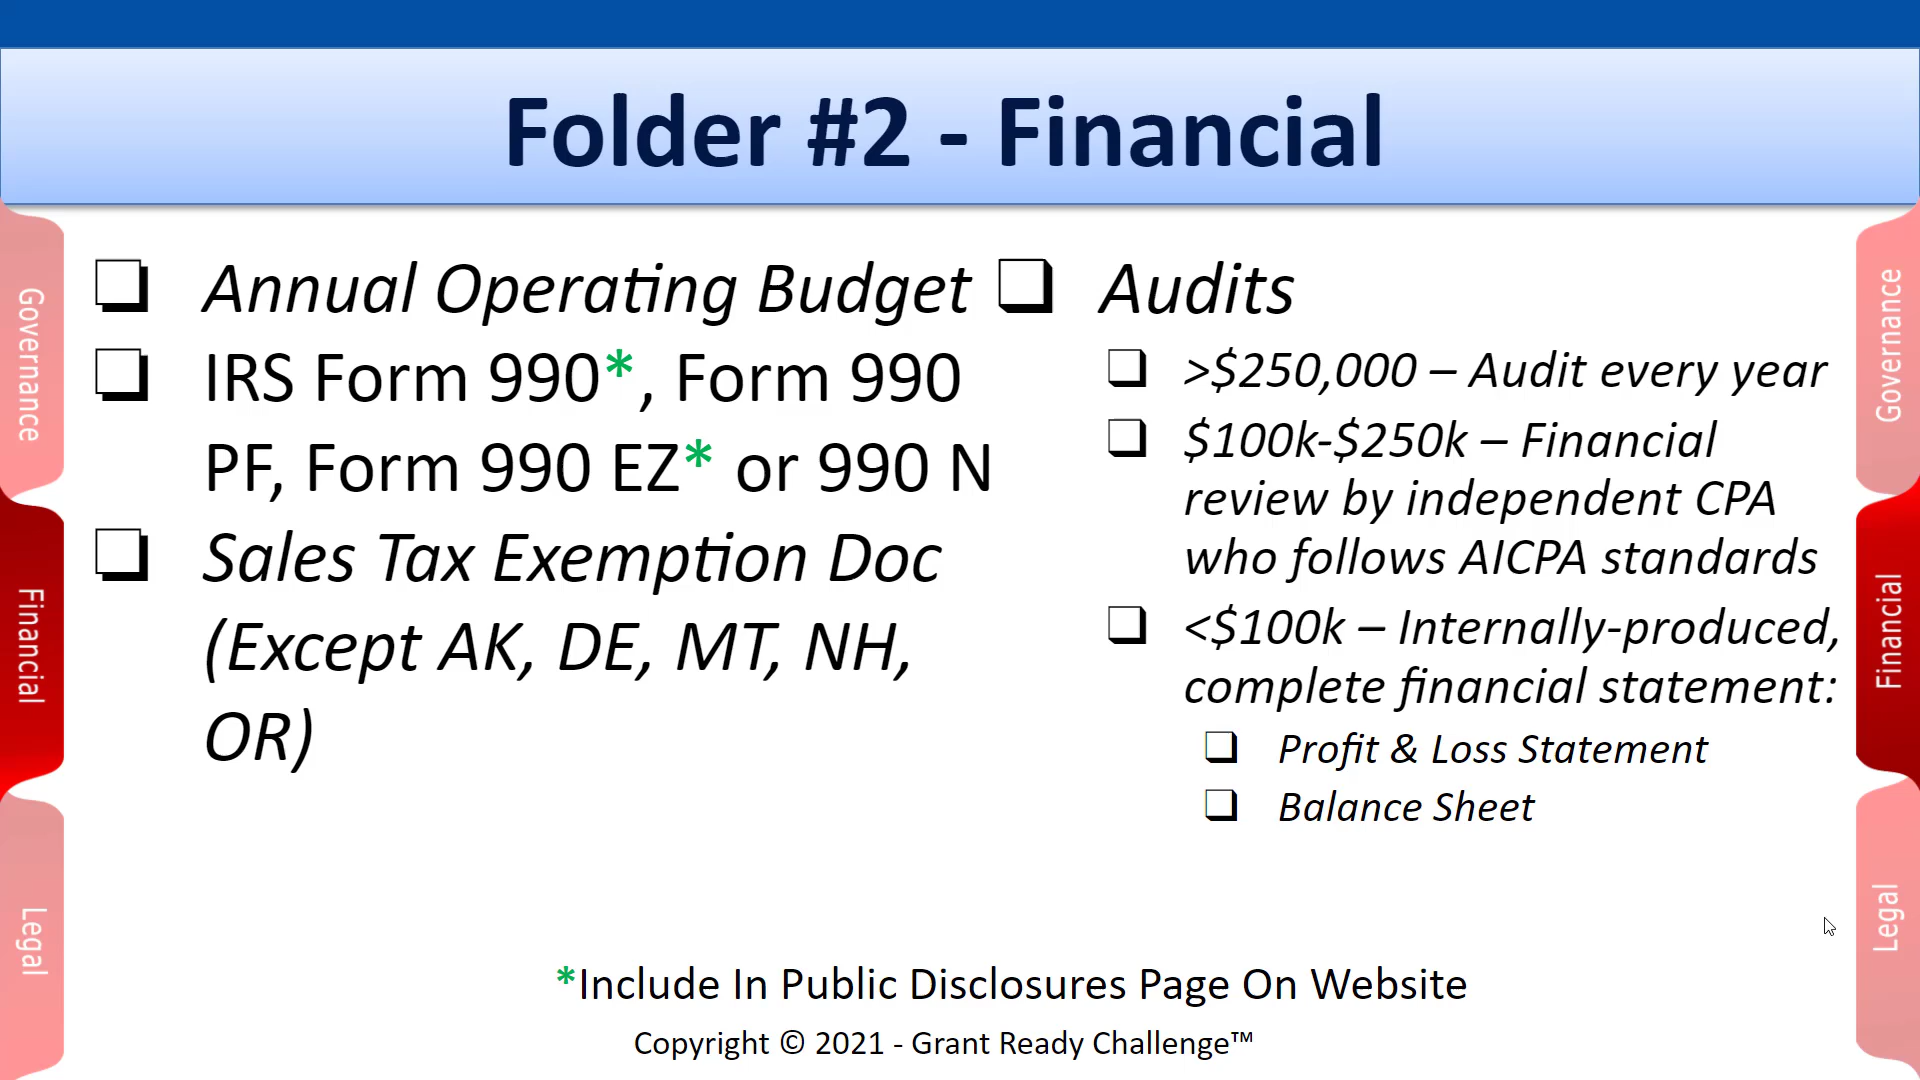 Folder #2 - Financial
Governance
Financial
Legal
❏ Annual Operating Budget
❏ IRS Form 990*, Form 990
PF, Form 990 EZ* or 990 N
❏ Sales Tax Exemption Doc
(Except AK, DE, MT, NH,
OR)
❏ Audits
❏ >$250,000 – Audit every year
❏ $100k-$250k – Financial
review by independent CPA
who follows AICPA standards
❏ <$100k – Internally-produced,
complete financial statement:
❏ Profit & Loss Statement
❏ Balance Sheet
Governance
Financial
Legal
*Include In Public Disclosures Page On Website
Copyright © 2021 - Grant Ready Challenge™